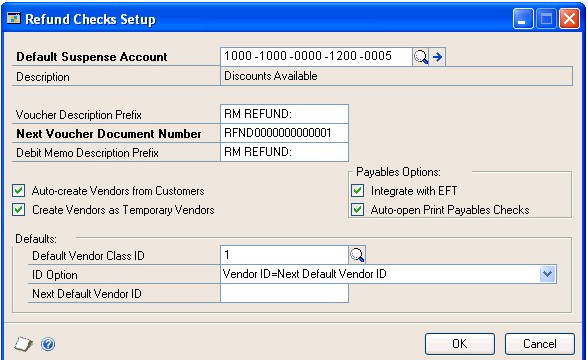 Refund Checks Setup
Default Suspense Account 1000 -1000 -0000 -1200 -0005
Description Discounts Available
Voucher Description Prefix RM REFUND:
Next Voucher Document Number RFND0000000000001
Debit Memo Description Prefix RM REFUND:
Payables Options:
Auto-create Vendors from Customers Integrate with EFT
Create Vendors as Temporary Vendors Auto-open Print Payables Checks
Defaults:
Default Vendor Class ID 1
ID Option Vendor ID=Next Default Vendor ID
Next Default Vendor ID
OK Cancel